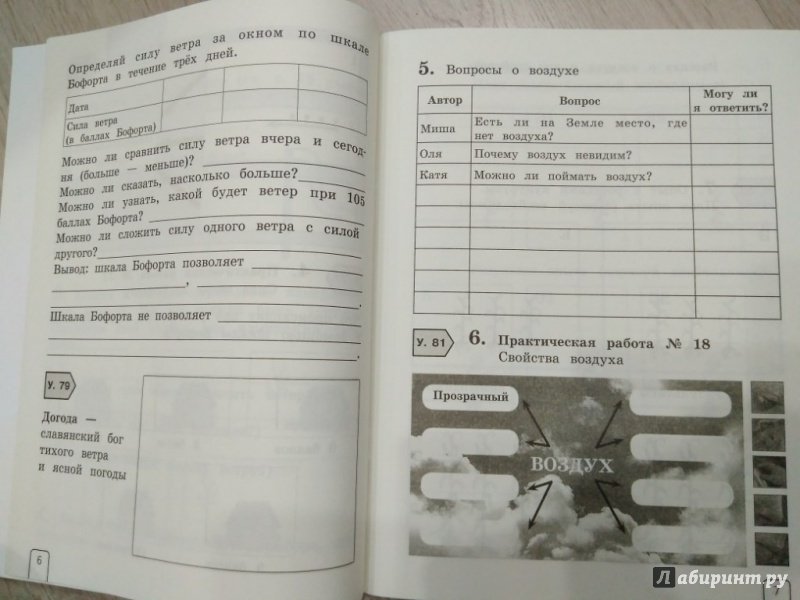 Определяй силу ветра за окном по шкале
Бофорта в течение трёх дней.
Дата
Сила ветра
(в баллах Бофорта)
Можно ли сравнить силу ветра вчера и сегод-
ня (больше — меньше)?
Можно ли сказать, насколько больше?
Можно ли узнать, какой будет ветер при 105
баллах Бофорта?
Можно ли сложить силу одного ветра с силой
другого?
Вывод: шкала Бофорта позволяет
,
.
Шкала Бофорта не позволяет
.
У. 79
Догода —
славянский бог
тихого ветра
и ясной погоды
6
5. Вопросы о воздухе
Автор Вопрос Могу ли
я ответить?
Миша Есть ли на Земле место, где
нет воздуха?
Оля Почему воздух невидим?
Катя Можно ли поймать воздух?
У. 81 6. Практическая работа № 18
Свойства воздуха
Прозрачный
ВОЗДУХ
7
Лабиринт.ру